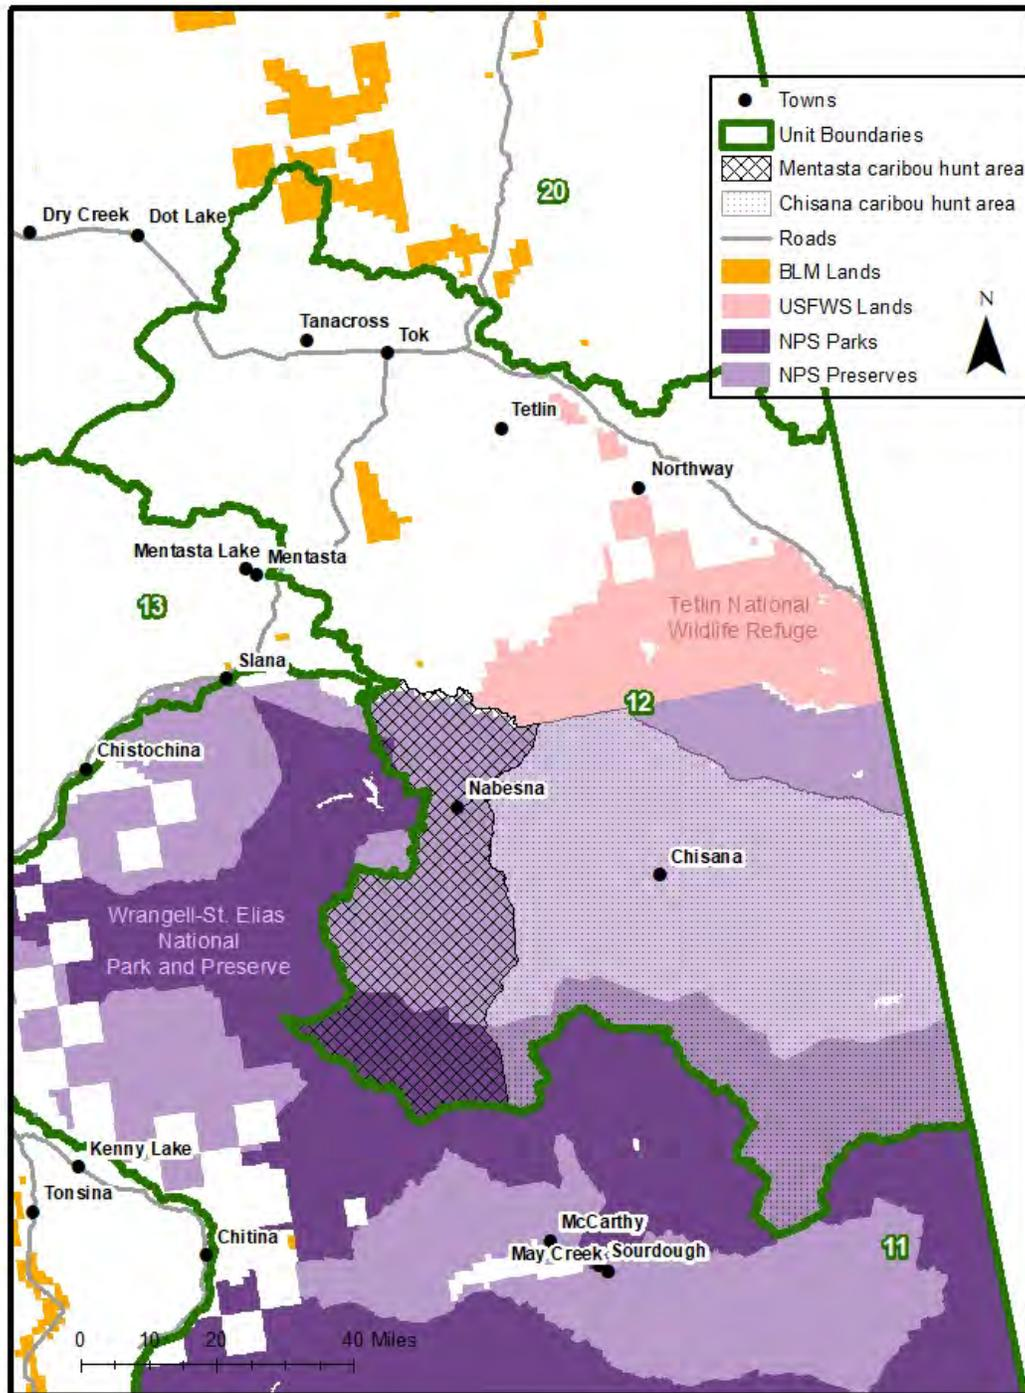 Towns
Unit Boundaries
Mentasta caribou hunt area
Chisana caribou hunt area
Roads
BLM Lands
USFWS Lands
NPS Parks
NPS Preserves
N
20
Dry Creek
Dot Lake
Tanacross
Tok
Tetlin
Northway
Mentasta Lake
Mentasta
13
Tetlin National
Wildlife Refuge
Slana
12
Chistochina
Nabesna
Chisana
Wrangell-St. Elias
National
Park and Preserve
Kenny Lake
Tonsina
Chitina
McCarthy
May Creek
Sourdough
11
0 10 20 40 Miles